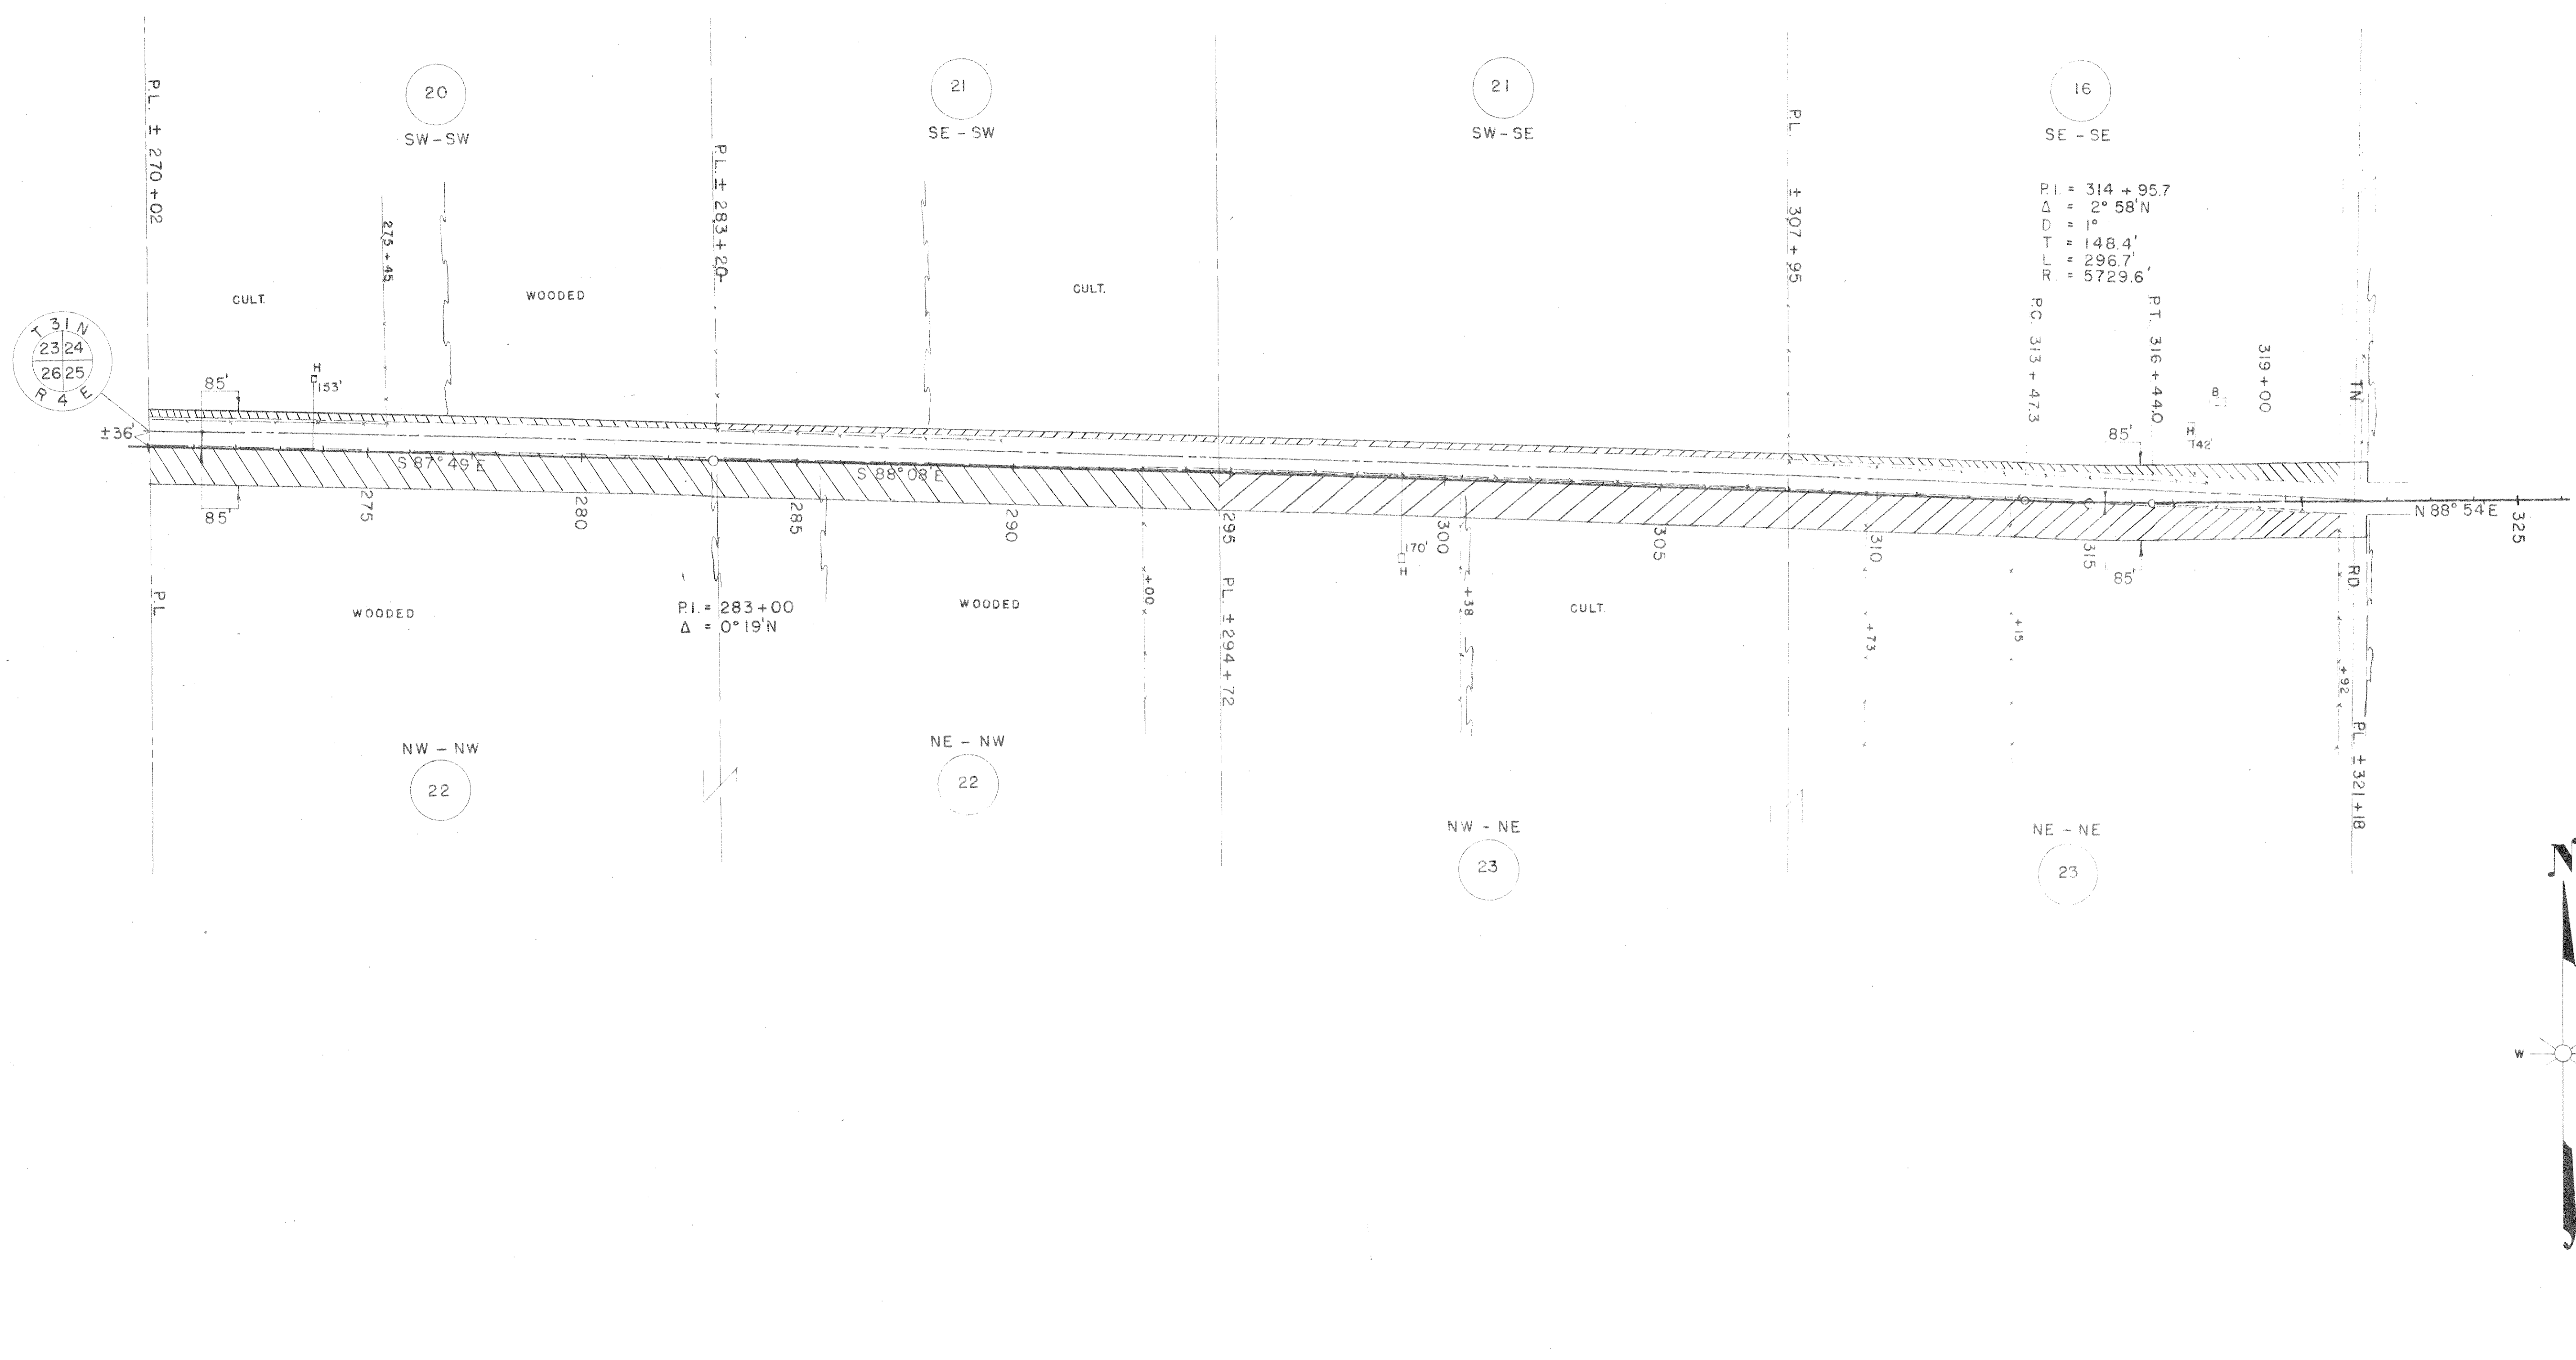 20
SW – SW
21
SE – SW
21
SW – SE
16
SE – SE
P.L. ± 270 + 02
P.L. ± 283 + 20
P.L. ± 307 + 95
P.I. = 314 + 95.7
Δ = 2° 58' N
D = 1°
T = 148.4'
L = 296.7'
R. = 5729.6'
275 + 45
CULT.
WOODED
CULT.
P.C. 313 + 47.3
P.T. 316 + 44.0
319 + 00
T 31 N
23 24
26 25
R 4 E
85'
H
153'
B
H
42'
85'
TN.
±36'
S 87° 49' E
S 88° 08' E
N 88° 54' E
85'
275
280
285
290
295
300
305
310
315
325
170'
H
85'
RD.
P.L.
WOODED
P.I. = 283 + 00
Δ = 0° 19' N
WOODED
+00
P.L. ± 294 + 72
+38
CULT.
+73
+15
+92
P.L. ± 321 + 18
NW – NW
22
NE – NW
22
NW – NE
23
NE – NE
23
N
W